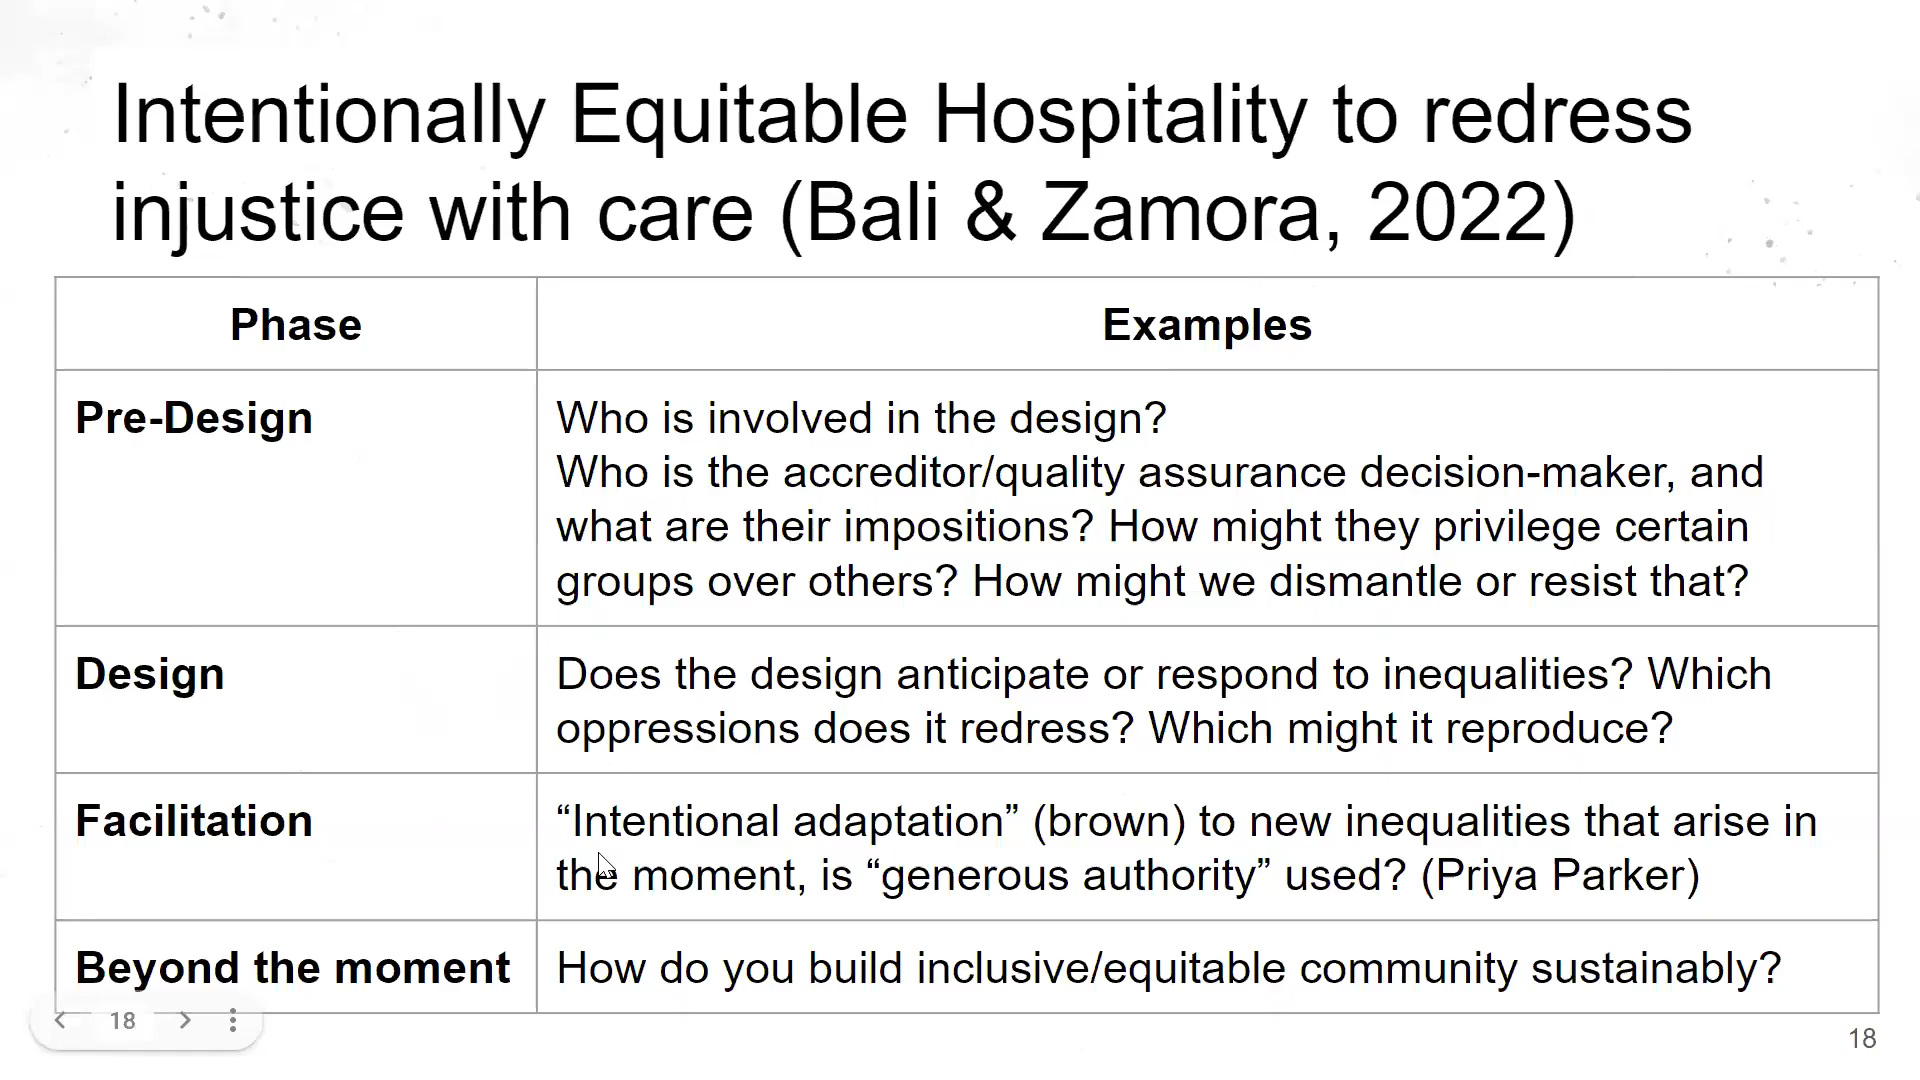 Intentionally Equitable Hospitality to redress
injustice with care (Bali & Zamora, 2022)
Phase
Examples
Pre-Design
Who is involved in the design?
Who is the accreditor/quality assurance decision-maker, and
what are their impositions? How might they privilege certain
groups over others? How might we dismantle or resist that?
Design
Does the design anticipate or respond to inequalities? Which
oppressions does it redress? Which might it reproduce?
Facilitation
“Intentional adaptation” (brown) to new inequalities that arise in
the moment, is “generous authority” used? (Priya Parker)
Beyond the moment
How do you build inclusive/equitable community sustainably?
18
18